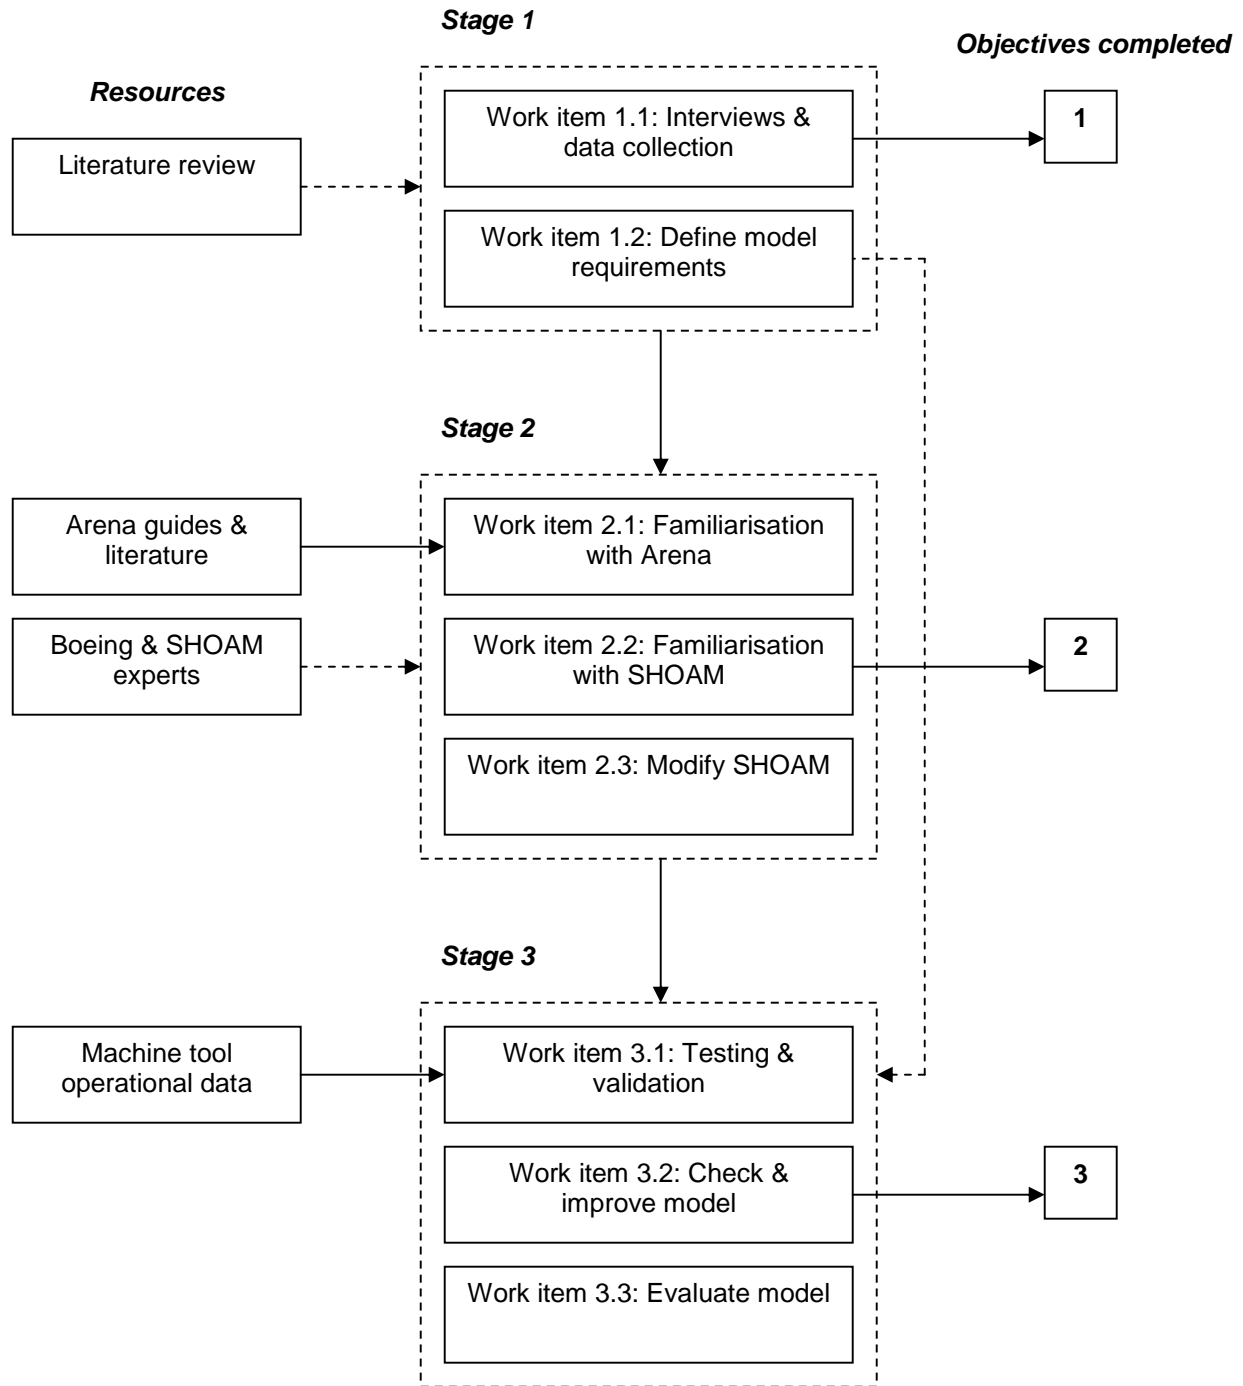 Stage 1
Objectives completed
Resources
Work item 1.1: Interviews &
data collection
1
Literature review
Work item 1.2: Define model
requirements
Stage 2
Arena guides &
literature
Work item 2.1: Familiarisation
with Arena
Boeing & SHOAM
experts
Work item 2.2: Familiarisation
with SHOAM
2
Work item 2.3: Modify SHOAM
Stage 3
Machine tool
operational data
Work item 3.1: Testing &
validation
Work item 3.2: Check &
improve model
3
Work item 3.3: Evaluate model